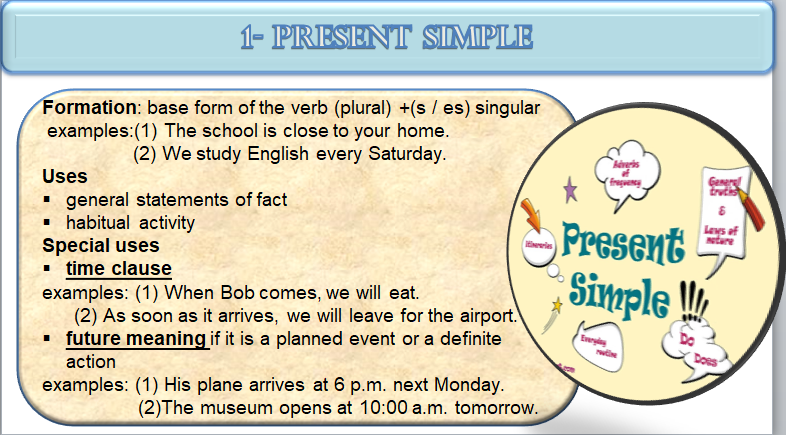 1- PRESENT SIMPLE
Formation: base form of the verb (plural) +(s / es) singular
examples:(1) The school is close to your home.
(2) We study English every Saturday.
Uses
▪ general statements of fact
▪ habitual activity
Special uses
▪ time clause
examples: (1) When Bob comes, we will eat.
(2) As soon as it arrives, we will leave for the airport.
▪ future meaning if it is a planned event or a definite
action
examples: (1) His plane arrives at 6 p.m. next Monday.
(2)The museum opens at 10:00 a.m. tomorrow.
Adverbs
of
frequency
General
truths
&
Laws of
nature
Itineraries
Present
Simple
Everyday
routine
Do
Does
.com